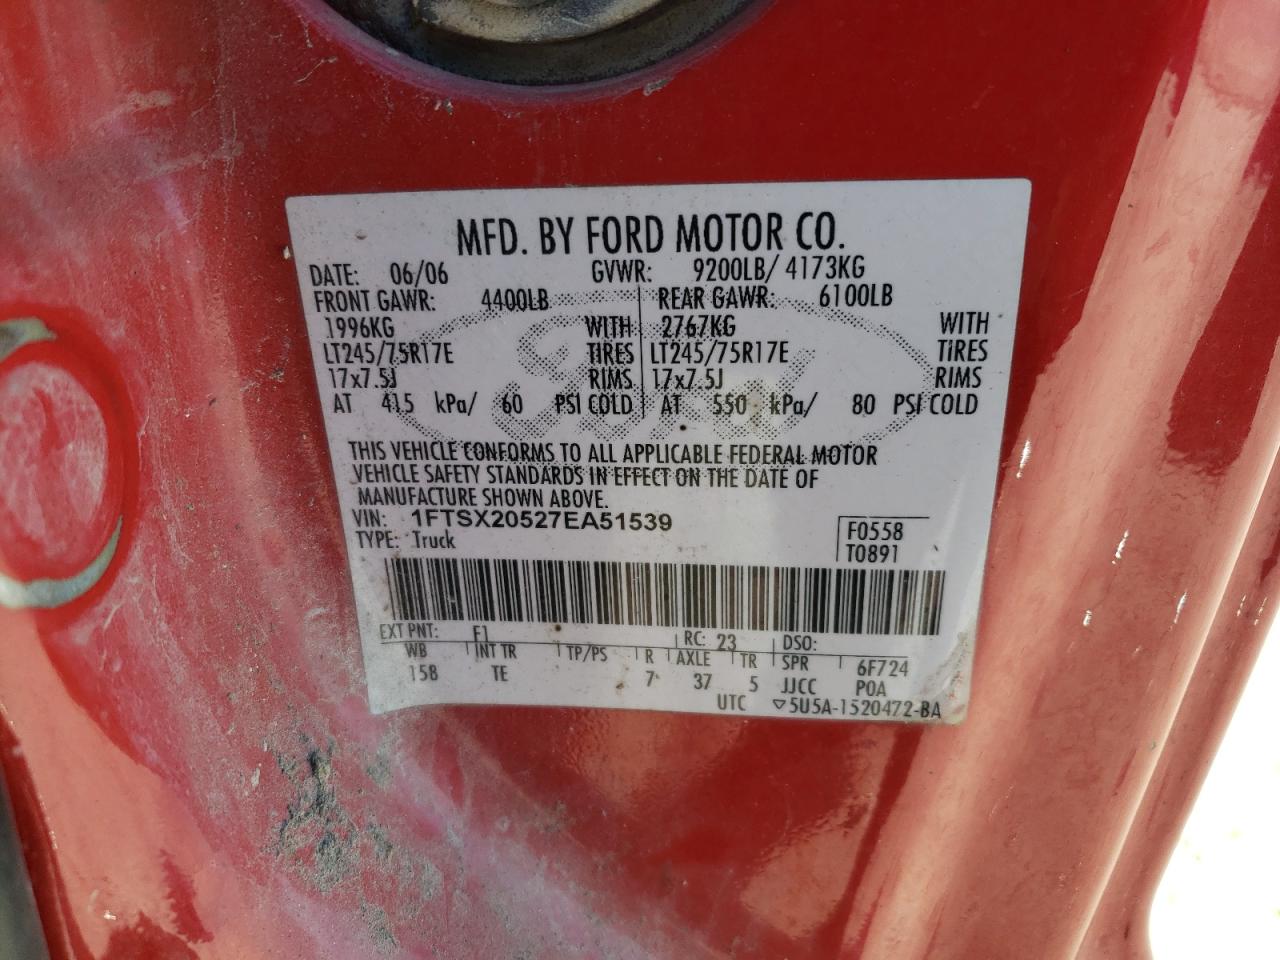 MFD. BY FORD MOTOR CO.
DATE: 06/06 GVWR: 9200LB/ 4173KG
FRONT GAWR: 4400LB REAR GAWR: 6100LB
1996KG WITH 2767KG WITH
LT245/75R17E TIRES LT245/75R17E TIRES
17x7.5J RIMS 17x7.5J RIMS
AT 415 kPa/ 60 PSI COLD AT 550 kPa/ 80 PSI COLD
THIS VEHICLE CONFORMS TO ALL APPLICABLE FEDERAL MOTOR
VEHICLE SAFETY STANDARDS IN EFFECT ON THE DATE OF
MANUFACTURE SHOWN ABOVE.
VIN: 1FTSX20527EA51539 F0558
TYPE: Truck T0891
EXT PNT: F1 RC: 23 DSO:
WB INT TR TP/PS R AXLE TR SPR 6F724
158 TE 7 37 5 JJCC POA
UTC ▽5U5A-1520472-BA